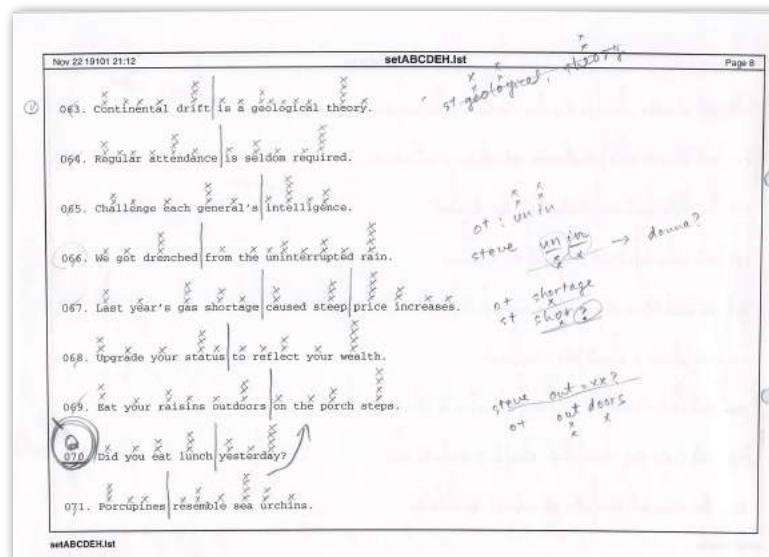 Nov 22 19101 21:12 setABCDEH.lst Page 8
st geological, theory
063. Continental drift is a geological theory.
064. Regular attendance is seldom required.
065. Challenge each general's intelligence.
ot : unin
steve unin → donna?
066. We got drenched from the uninterrupted rain.
067. Last year's gas shortage caused steep price increases.
ot shortage
st shor
068. Upgrade your status to reflect your wealth.
069. Eat your raisins outdoors on the porch steps.
steve out = xx?
ot out doors
070. Did you eat lunch yesterday?
071. Porcupines resemble sea urchins.
setABCDEH.lst